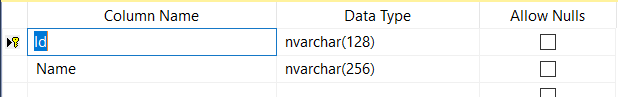 Column Name Data Type Allow Nulls
Id nvarchar(128)
Name nvarchar(256)